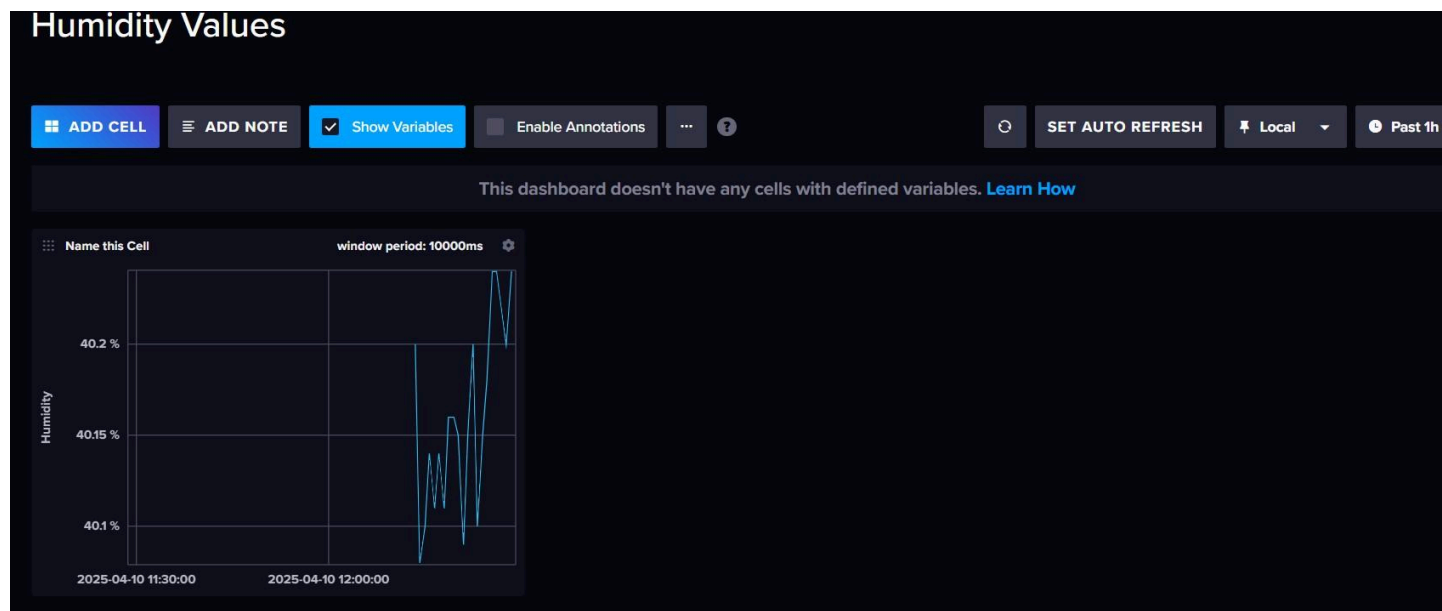 Humidity Values
ADD CELL ADD NOTE Show Variables Enable Annotations ... ? SET AUTO REFRESH Local Past 1h
This dashboard doesn't have any cells with defined variables. Learn How
Name this Cell window period: 10000ms
40.2 %
Humidity
40.15 %
40.1 %
2025-04-10 11:30:00 2025-04-10 12:00:00